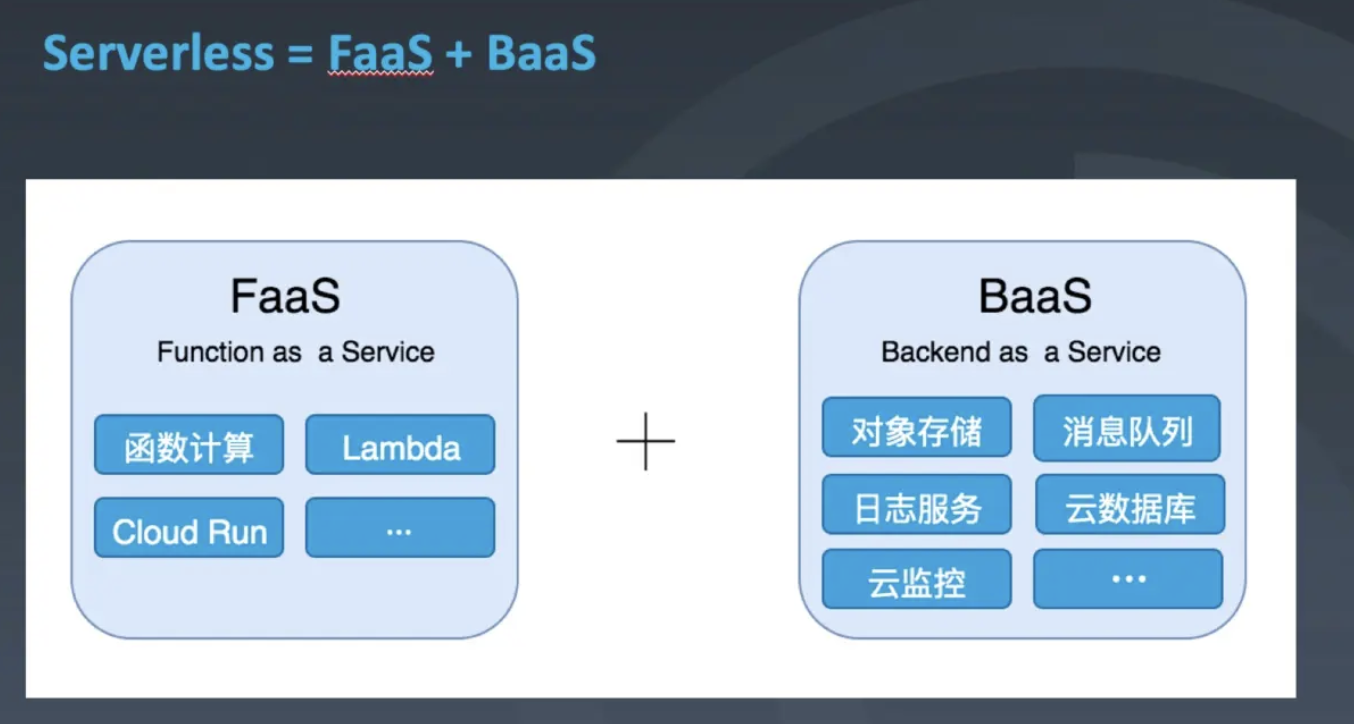 Serverless = FaaS + BaaS
FaaS
Function as a Service
函数计算
Lambda
Cloud Run
...
+
BaaS
Backend as a Service
对象存储
消息队列
日志服务
云数据库
云监控
...